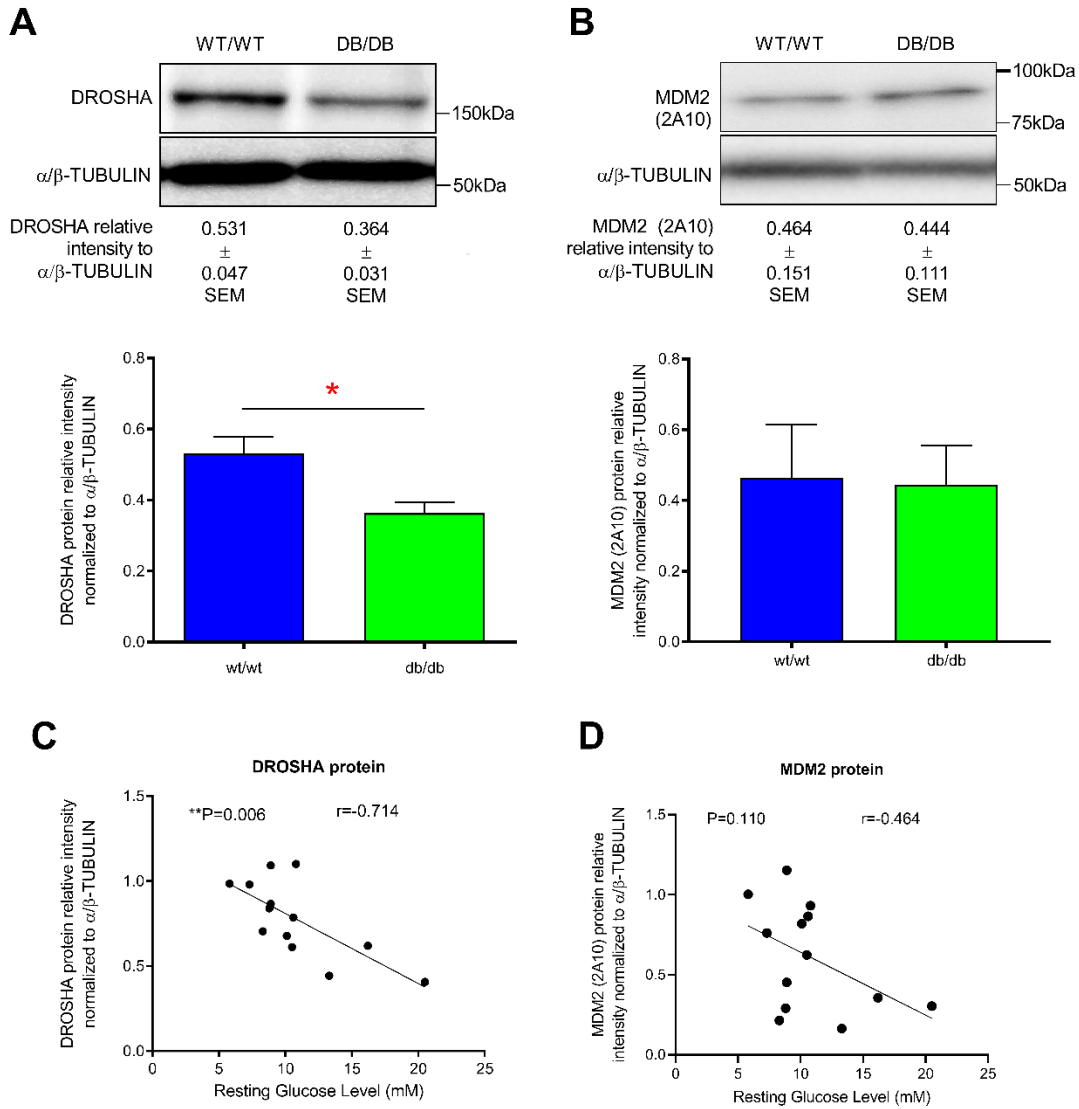 A
WT/WT DB/DB
DROSHA
150kDa
α/β-TUBULIN
50kDa
DROSHA relative intensity to α/β-TUBULIN
0.531 ± 0.047 SEM
0.364 ± 0.031 SEM
DROSHA protein relative intensity
normalized to α/β-TUBULIN
0.8
0.6
0.4
0.2
0.0
*
wt/wt db/db
B
WT/WT DB/DB
MDM2
(2A10)
100kDa
75kDa
α/β-TUBULIN
50kDa
MDM2 (2A10)
relative intensity to
α/β-TUBULIN
0.464 ± 0.151 SEM
0.444 ± 0.111 SEM
MDM2 (2A10) protein relative
intensity normalized to α/β-TUBULIN
0.8
0.6
0.4
0.2
0.0
wt/wt db/db
C
DROSHA protein
**P=0.006 r=-0.714
DROSHA protein relative intensity
normalized to α/β-TUBULIN
1.5
1.0
0.5
0.0
0 5 10 15 20 25
Resting Glucose Level (mM)
D
MDM2 protein
P=0.110 r=-0.464
MDM2 (2A10) protein relative
intensity normalized to α/β-TUBULIN
1.5
1.0
0.5
0.0
0 5 10 15 20 25
Resting Glucose Level (mM)